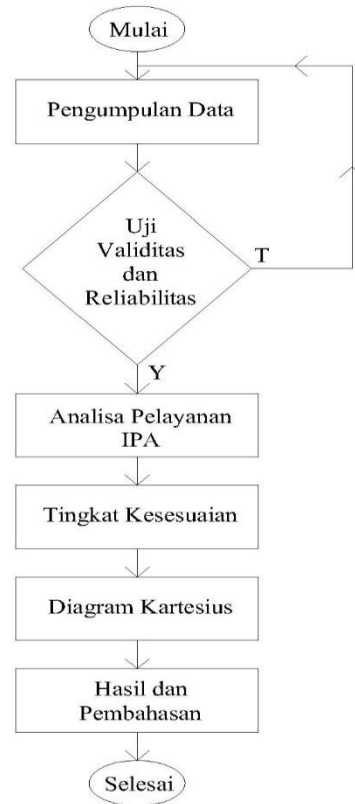 Mulai
Pengumpulan Data
Uji
Validitas
dan
Reliabilitas
T
Y
Analisa Pelayanan
IPA
Tingkat Kesesuaian
Diagram Kartesius
Hasil dan
Pembahasan
Selesai